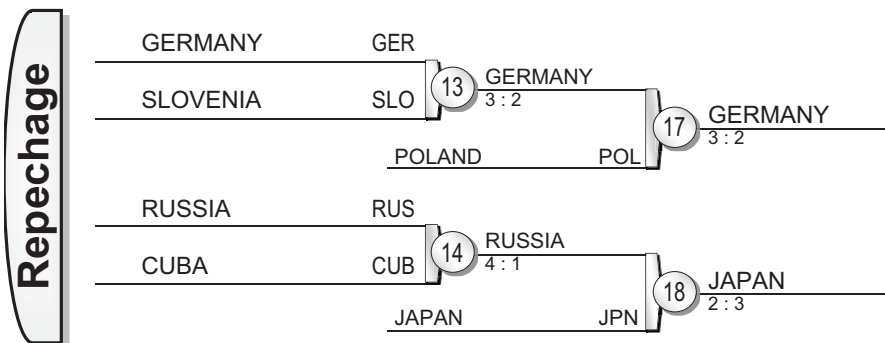 Repechage
GERMANY GER
SLOVENIA SLO
13
GERMANY
3 : 2
POLAND POL
17
GERMANY
3 : 2
RUSSIA RUS
CUBA CUB
14
RUSSIA
4 : 1
JAPAN JPN
18
JAPAN
2 : 3